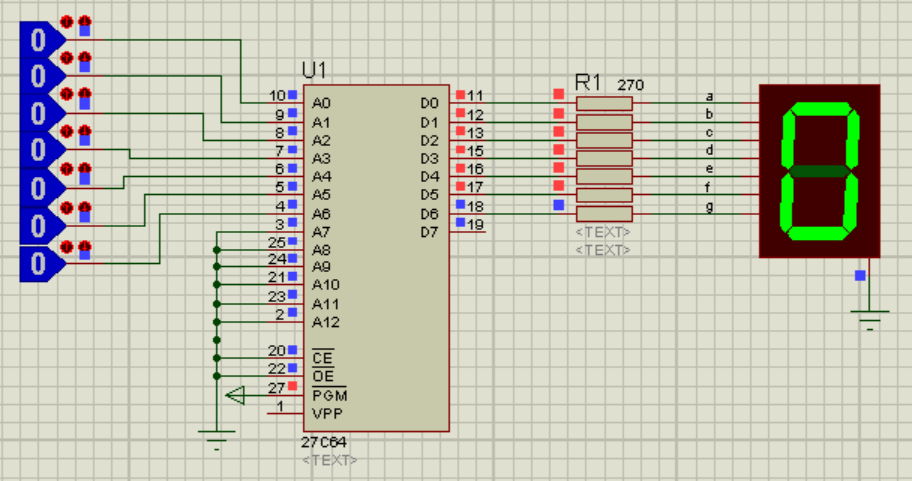 0
0
0
0
0
0
0
U1
10 A0 D0 11
9 A1 D1 12
8 A2 D2 13
7 A3 D3 15
6 A4 D4 16
5 A5 D5 17
4 A6 D6 18
3 A7 D7 19
25 A8
24 A9
21 A10
23 A11
2 A12
20 CE
22 OE
27 PGM
1 VPP
27C64
<TEXT>
R1 270
a
b
c
d
e
f
g
<TEXT>
<TEXT>
0